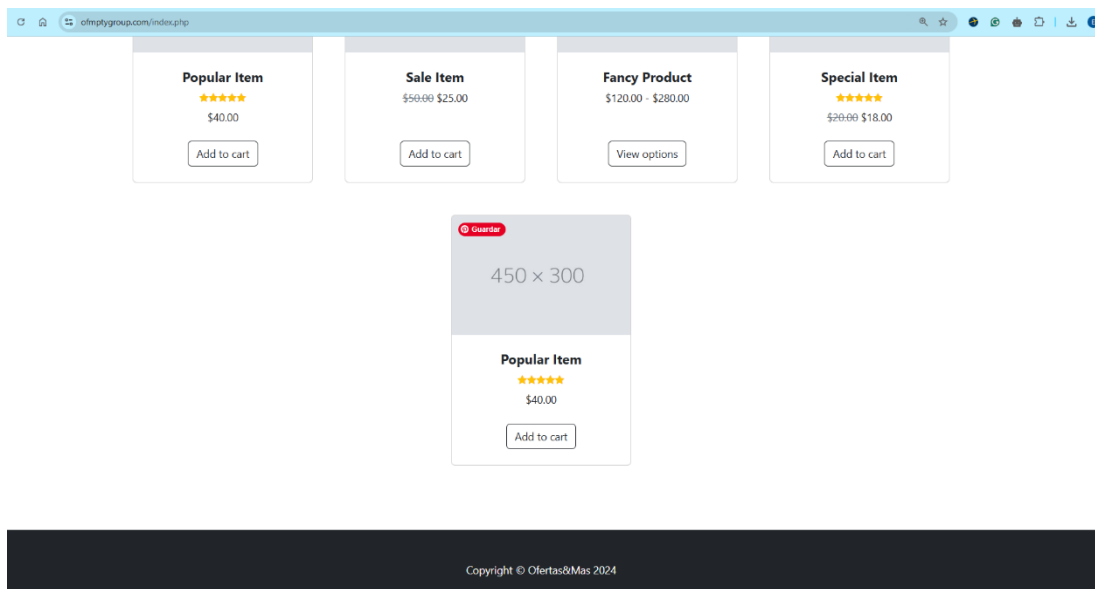 ofmptygroup.com/index.php
Popular Item
$40.00
Add to cart
Sale Item
$50.00 $25.00
Add to cart
Fancy Product
$120.00 - $280.00
View options
Special Item
$20.00 $18.00
Add to cart
Guardar
450 × 300
Popular Item
$40.00
Add to cart
Copyright © Ofertas&Mas 2024